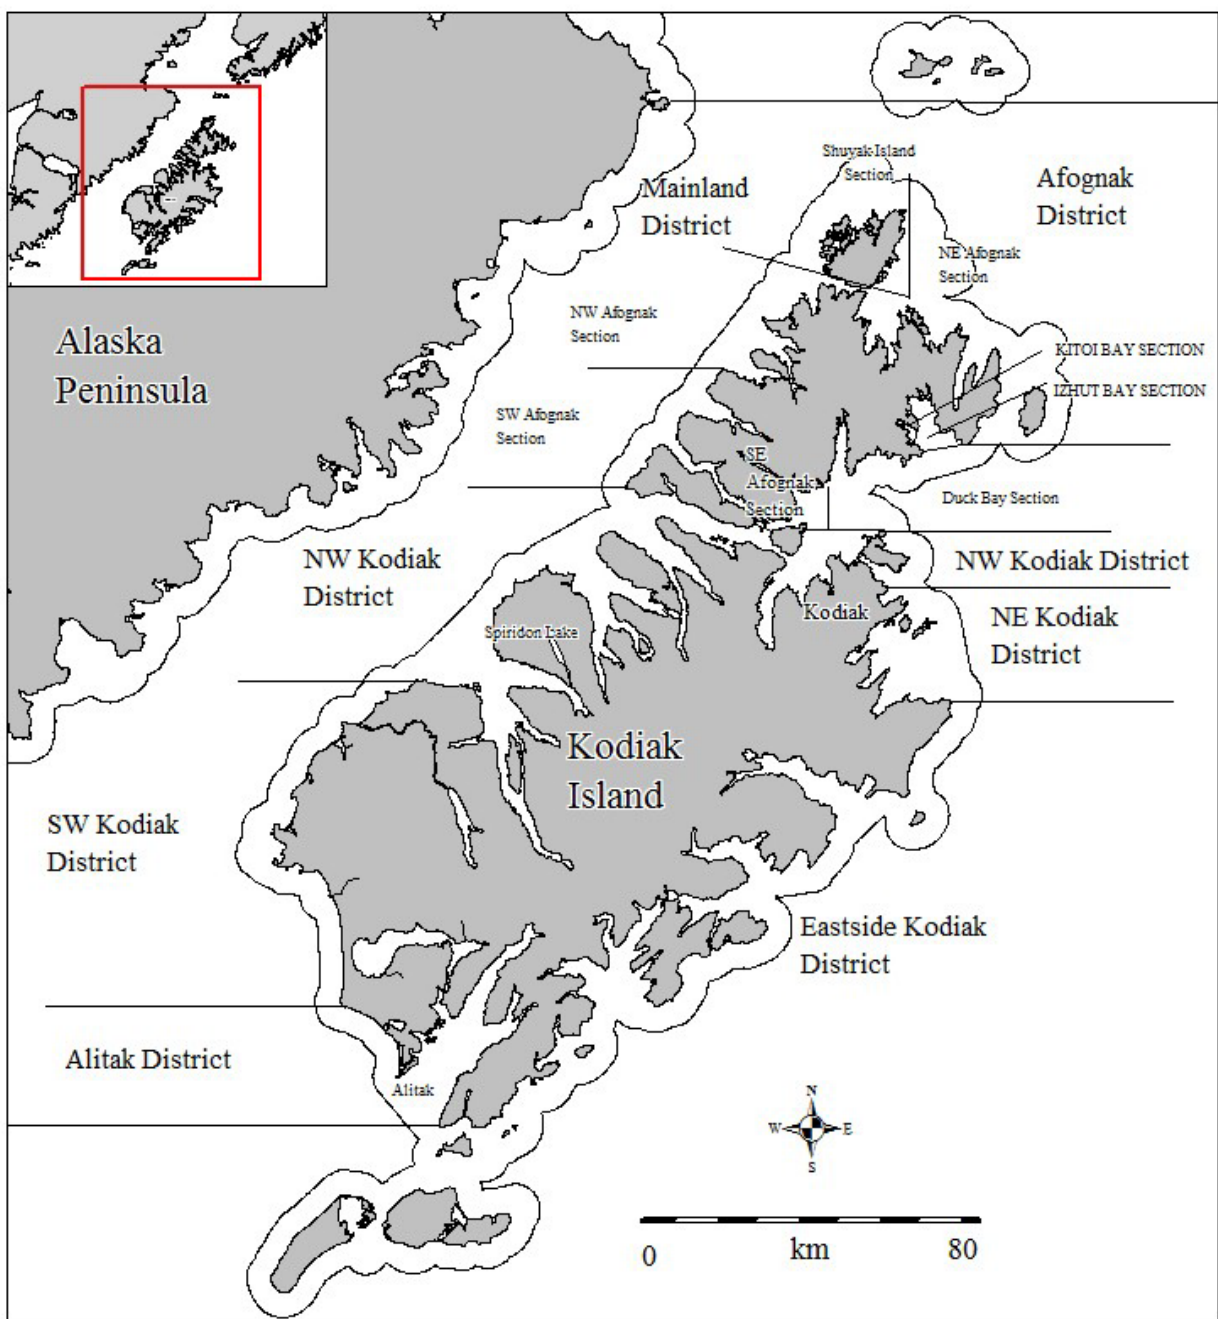 Shuyak Island
Section
Mainland
District
Afognak
District
NE Afognak
Section
NW Afognak
Section
Alaska
Peninsula
KITOI BAY SECTION
IZHUT BAY SECTION
SW Afognak
Section
SE
Afognak
Section
Duck Bay Section
NW Kodiak
District
NW Kodiak District
Kodiak
NE Kodiak
District
Spiridon Lake
Kodiak
Island
SW Kodiak
District
Eastside Kodiak
District
Alitak District
Alitak
N
W E
S
0 km 80